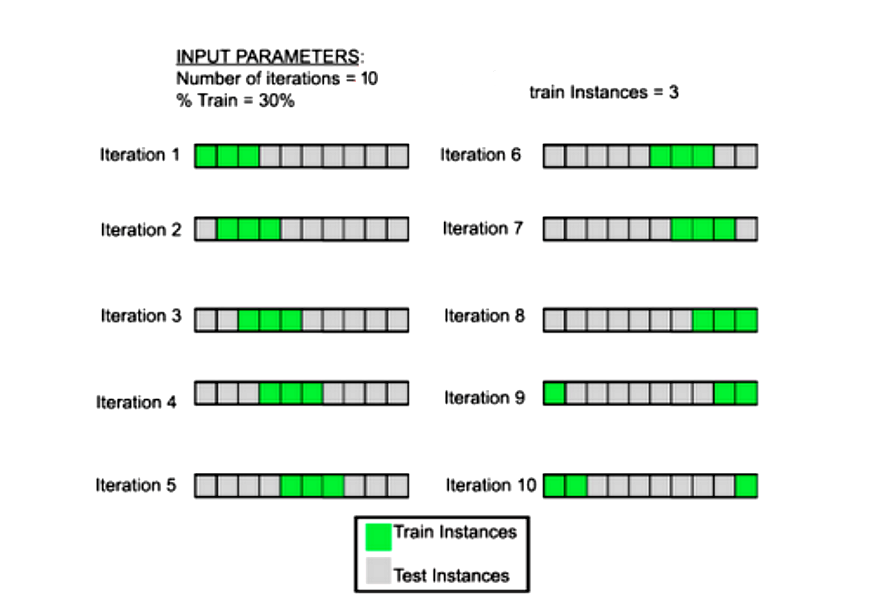 INPUT PARAMETERS:
Number of iterations = 10
% Train = 30%
train Instances = 3
Iteration 1
Iteration 6
Iteration 2
Iteration 7
Iteration 3
Iteration 8
Iteration 4
Iteration 9
Iteration 5
Iteration 10
Train Instances
Test Instances